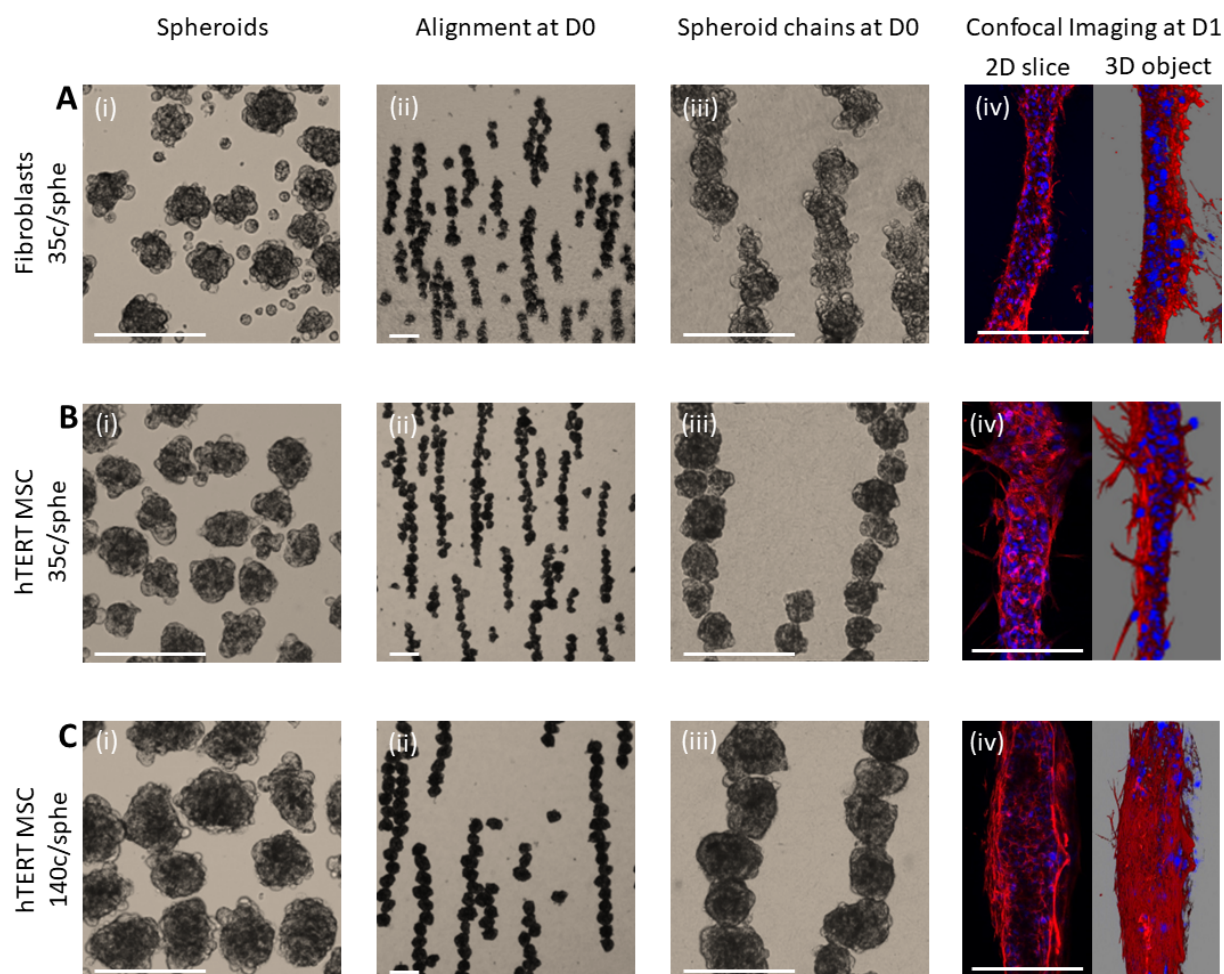 Spheroids
Alignment at D0
Spheroid chains at D0
Confocal Imaging at D1
2D slice
3D object
A
Fibroblasts
35c/sphe
(i)
(ii)
(iii)
(iv)
B
hTERT MSC
35c/sphe
(i)
(ii)
(iii)
(iv)
C
hTERT MSC
140c/sphe
(i)
(ii)
(iii)
(iv)